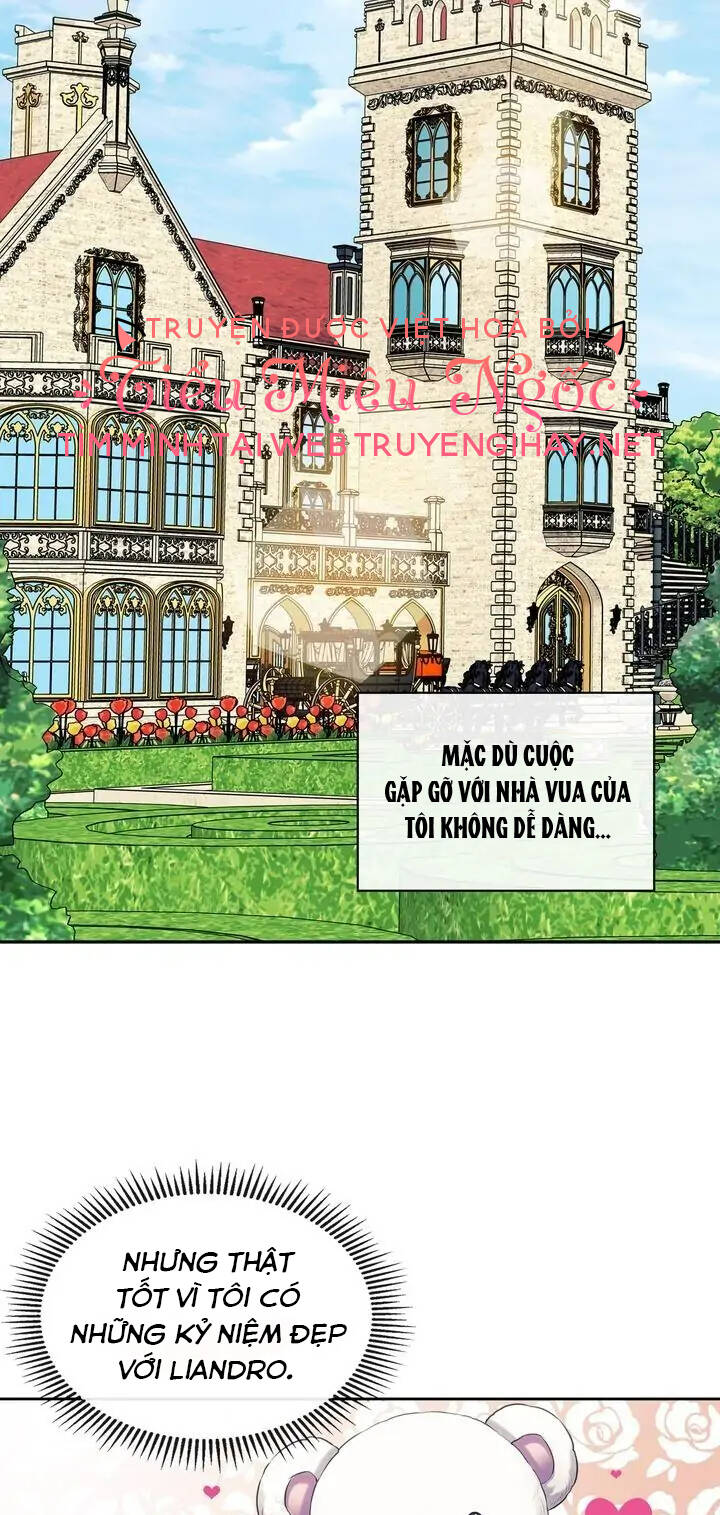 TRUYỆN ĐƯỢC VIỆT HOÁ BỞI
Tiểu Miêu Ngốc
TÌM MÌNH TẠI WEB TRUYENGIHAY.NET
MẶC DÙ CUỘC
GẶP GỠ VỚI NHÀ VUA CỦA
TÔI KHÔNG DỄ DÀNG...
NHƯNG THẬT
TỐT VÌ TÔI CÓ
NHỮNG KỶ NIỆM ĐẸP
VỚI LIANDRO.